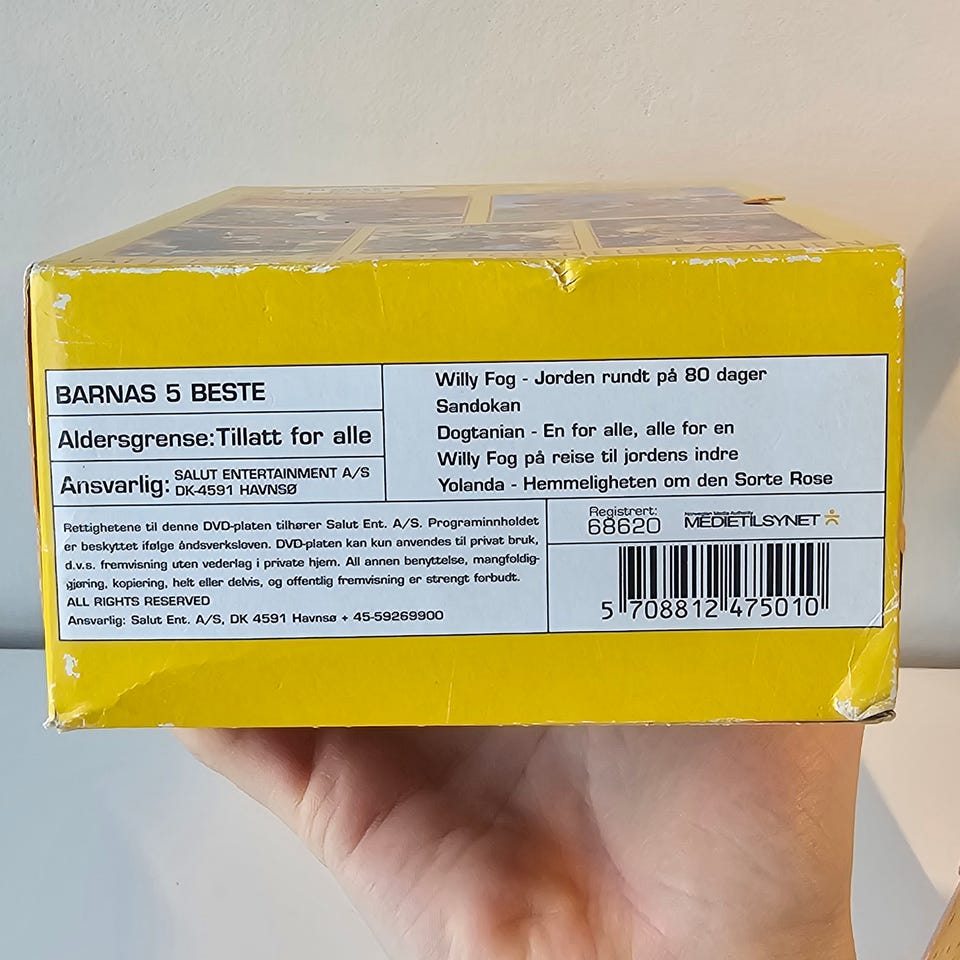 BARNAS 5 BESTE
Aldersgrense: Tillatt for alle
Ansvarlig: SALUT ENTERTAINMENT A/S
DK-4591 HAVNSØ
Willy Fog - Jorden rundt på 80 dager
Sandokan
Dogtanian - En for alle, alle for en
Willy Fog på reise til jordens indre
Yolanda - Hemmeligheten om den Sorte Rose
Rettighetene til denne DVD-platen tilhører Salut Ent. A/S. Programinnholdet
er beskyttet ifølge åndsverksloven. DVD-platen kan kun anvendes til privat bruk,
d.v.s. fremvisning uten vederlag i private hjem. All annen benyttelse, mangfoldig-
gjøring, kopiering, helt eller delvis, og offentlig fremvisning er strengt forbudt.
ALL RIGHTS RESERVED
Ansvarlig: Salut Ent. A/S, DK 4591 Havnsø + 45-59269900
Registrert:
68620
Norwegian Media Authority
MEDIETILSYNET
5 708812 475010